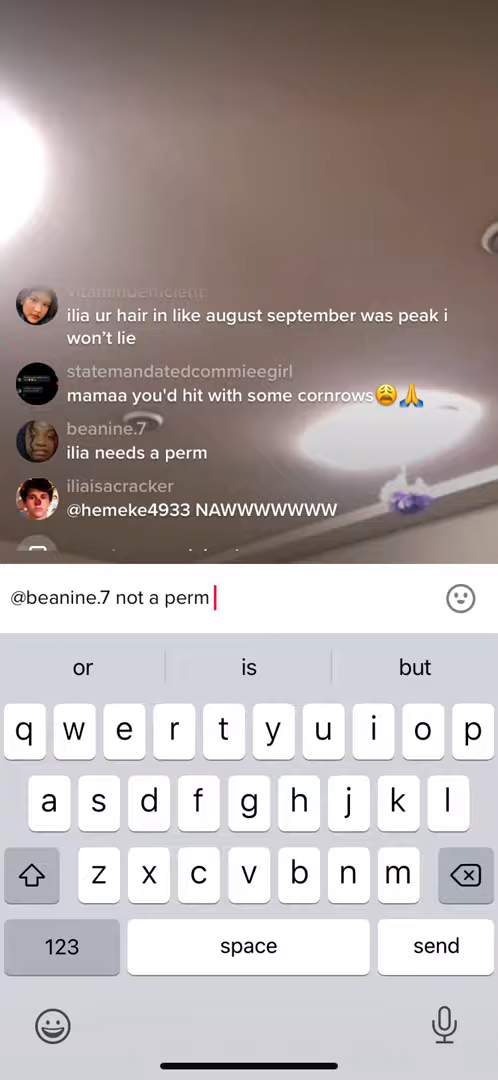 ilia ur hair in like august september was peak i
won't lie
statemandatedcommieegirl
mamaa you'd hit with some cornrows😩🙏
beanine.7
ilia needs a perm
iliaisacracker
@hemeke4933 NAWWWWWWW
@beanine.7 not a perm
or is but
q w e r t y u i o p
a s d f g h j k l
z x c v b n m
123 space send